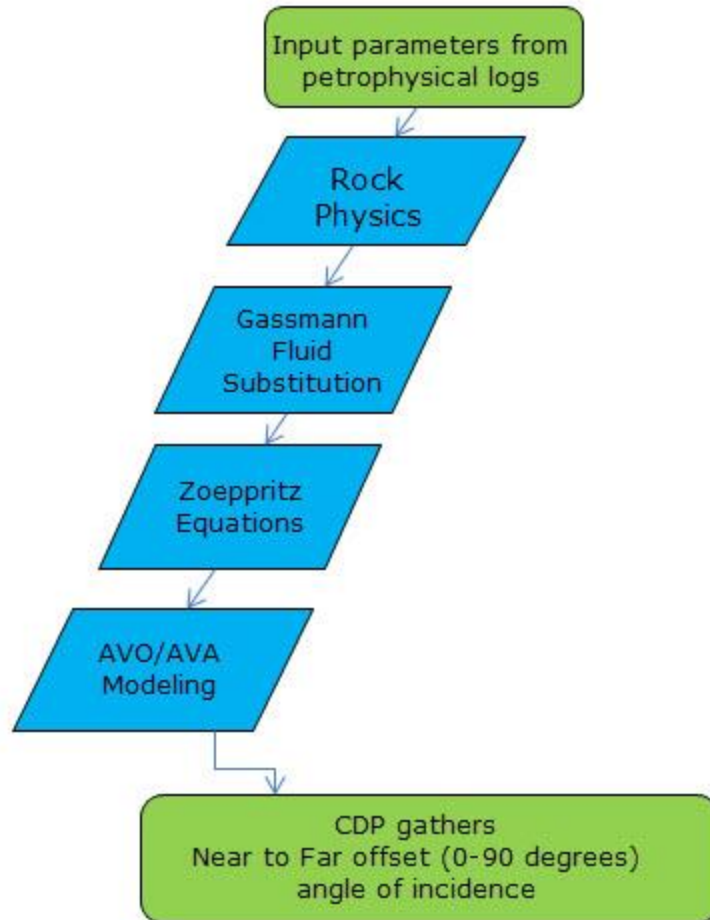 Input parameters from
petrophysical logs
Rock
Physics
Gassmann
Fluid
Substitution
Zoeppritz
Equations
AVO/AVA
Modeling
CDP gathers
Near to Far offset (0-90 degrees)
angle of incidence